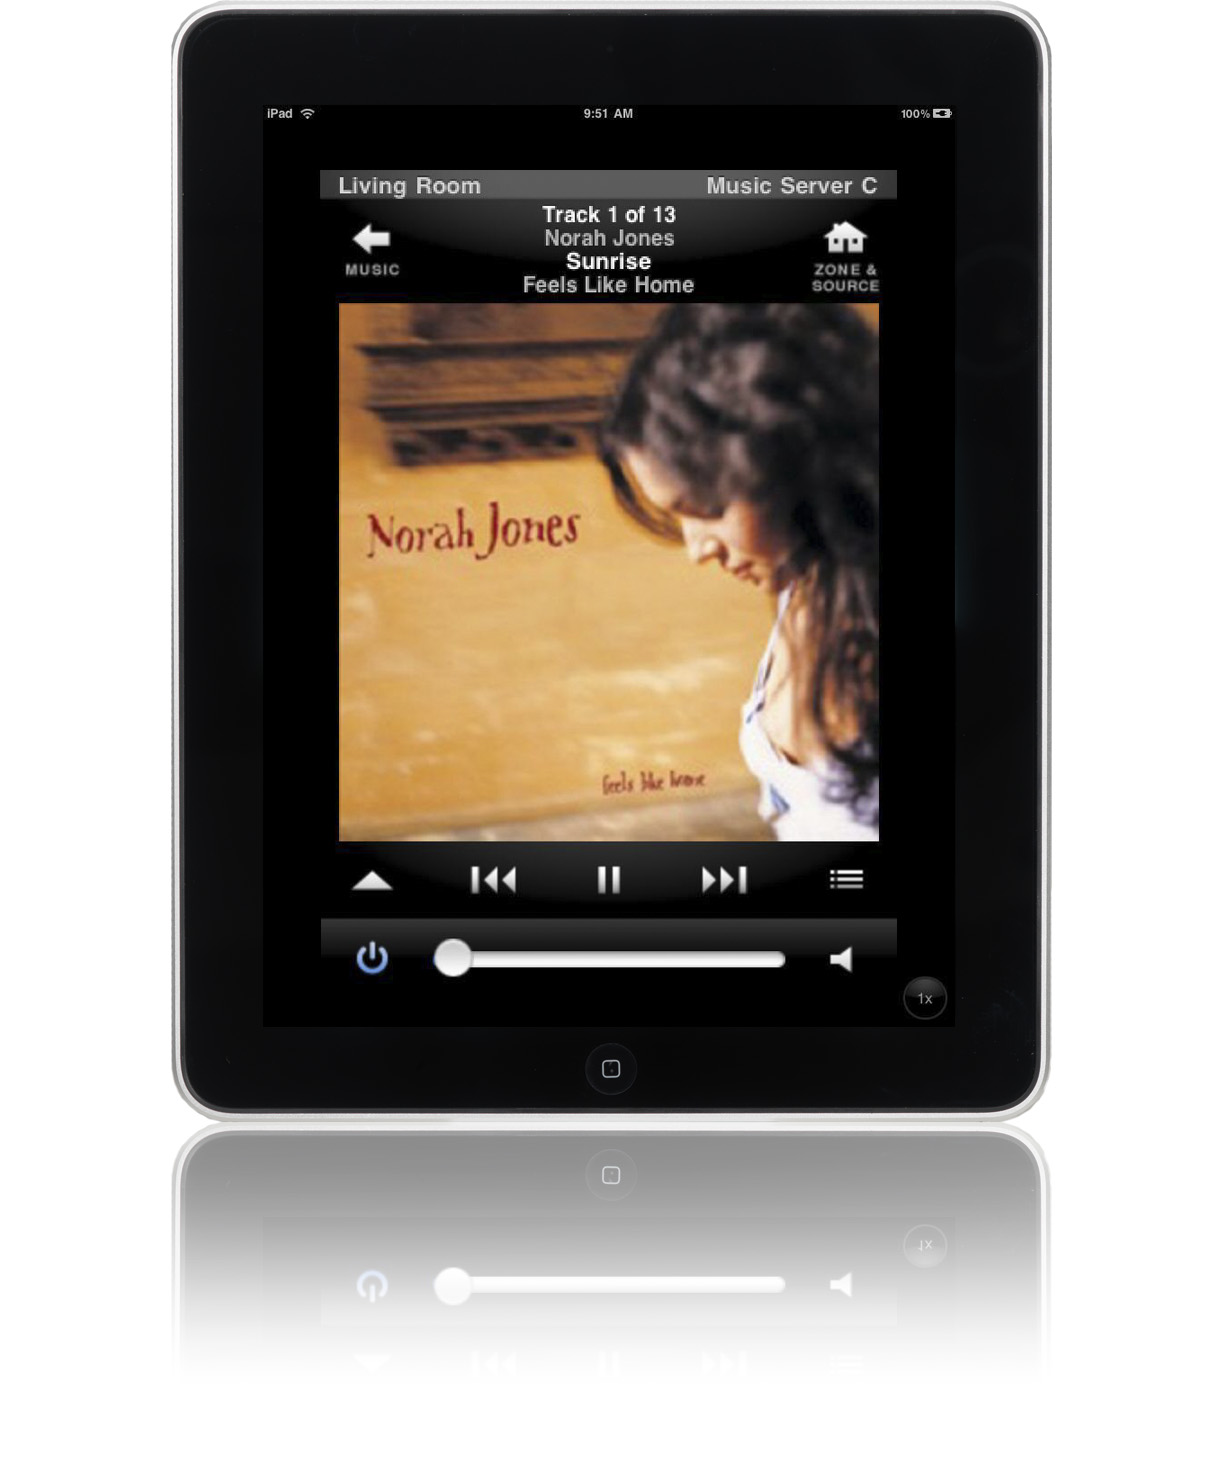 iPad 9:51 AM 100%
Living Room Music Server C
Track 1 of 13
Norah Jones
Sunrise
Feels Like Home
MUSIC
ZONE &
SOURCE
Norah Jones
feels like home
1x
1x